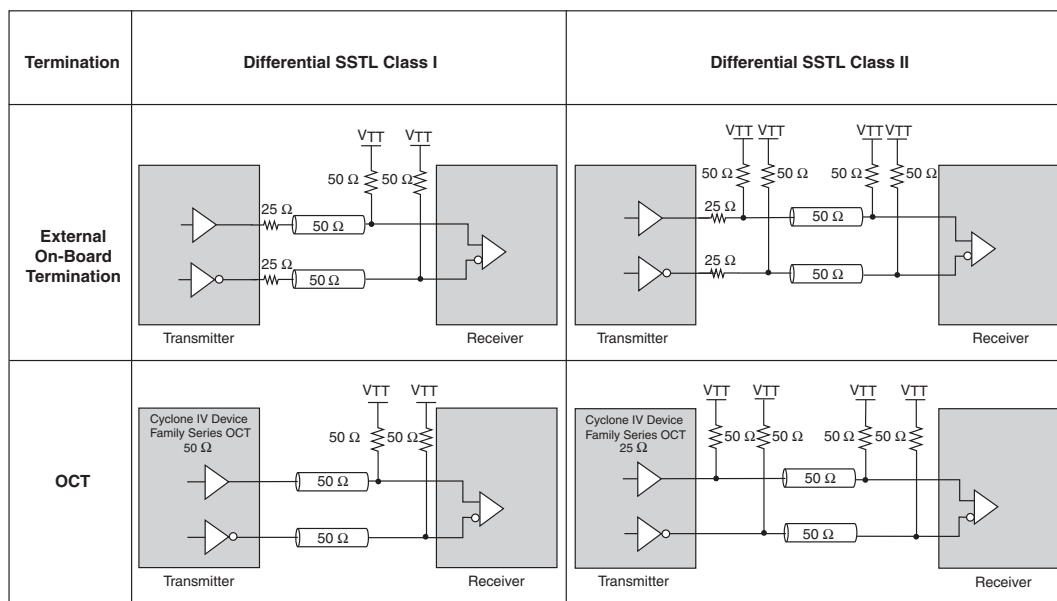 Termination
Differential SSTL Class I
Differential SSTL Class II
External
On-Board
Termination
VTT VTT
50 Ω 50 Ω
25 Ω
50 Ω
25 Ω
50 Ω
Transmitter
Receiver
VTT VTT VTT VTT
50 Ω 50 Ω 50 Ω 50 Ω
25 Ω
50 Ω
25 Ω
50 Ω
Transmitter
Receiver
OCT
Cyclone IV Device
Family Series OCT
50 Ω
VTT VTT
50 Ω 50 Ω
50 Ω
50 Ω
Transmitter
Receiver
Cyclone IV Device
Family Series OCT
25 Ω
VTT VTT VTT VTT
50 Ω 50 Ω 50 Ω 50 Ω
50 Ω
50 Ω
Transmitter
Receiver